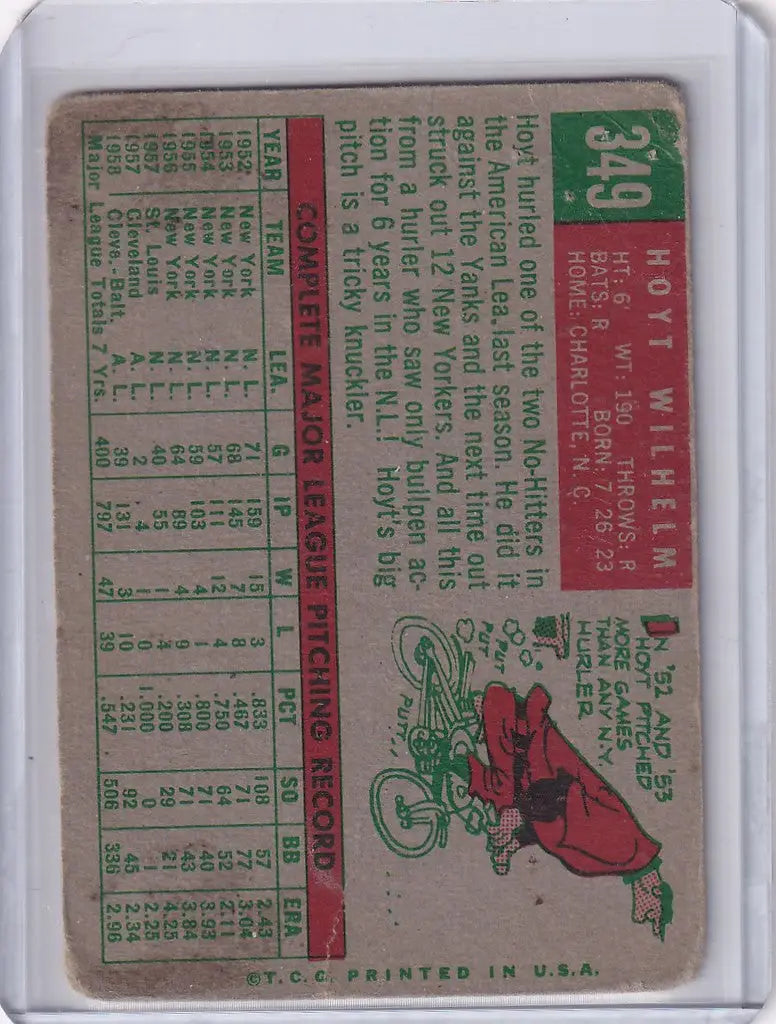 349
HOYT WILHELM
HT: 6' WT: 190 THROWS: R
BATS: R BORN: 7/26/23
HOME: CHARLOTTE, N. C.
Hoyt hurled one of the two No-Hitters in
the American Lea. last season. He did it
against the Yanks and the next time out
struck out 12 New Yorkers. And all this
from a hurler who saw only bullpen ac-
tion for 6 years in the N.L! Hoyt's big
pitch is a tricky knuckler.
IN '52 AND '53
HOYT PITCHED
MORE GAMES
THAN ANY N.Y.
HURLER
PUT
PUT
PUTT..
COMPLETE MAJOR LEAGUE PITCHING RECORD
YEAR TEAM LEA. G IP W L PCT SO BB ERA
1952 New York N. L. 71 159 15 3 .833 108 57 2.43
1953 New York N. L. 68 145 7 8 .467 71 77 3.04
1954 New York N. L. 57 111 12 4 .750 64 52 2.11
1955 New York N. L. 59 103 4 1 .800 71 40 3.93
1956 New York N. L. 64 89 4 9 .308 71 43 3.84
1957 St. Louis N. L. 40 55 1 4 .200 29 21 4.25
1957 Cleveland A. L. 2 4 1 0 1.000 0 1 2.25
1958 Cleve.-Balt. A. L. 39 131 3 10 .231 92 45 2.34
Major League Totals 7 Yrs. 400 797 47 39 .547 506 336 2.96
©T.C.G. PRINTED IN U.S.A.